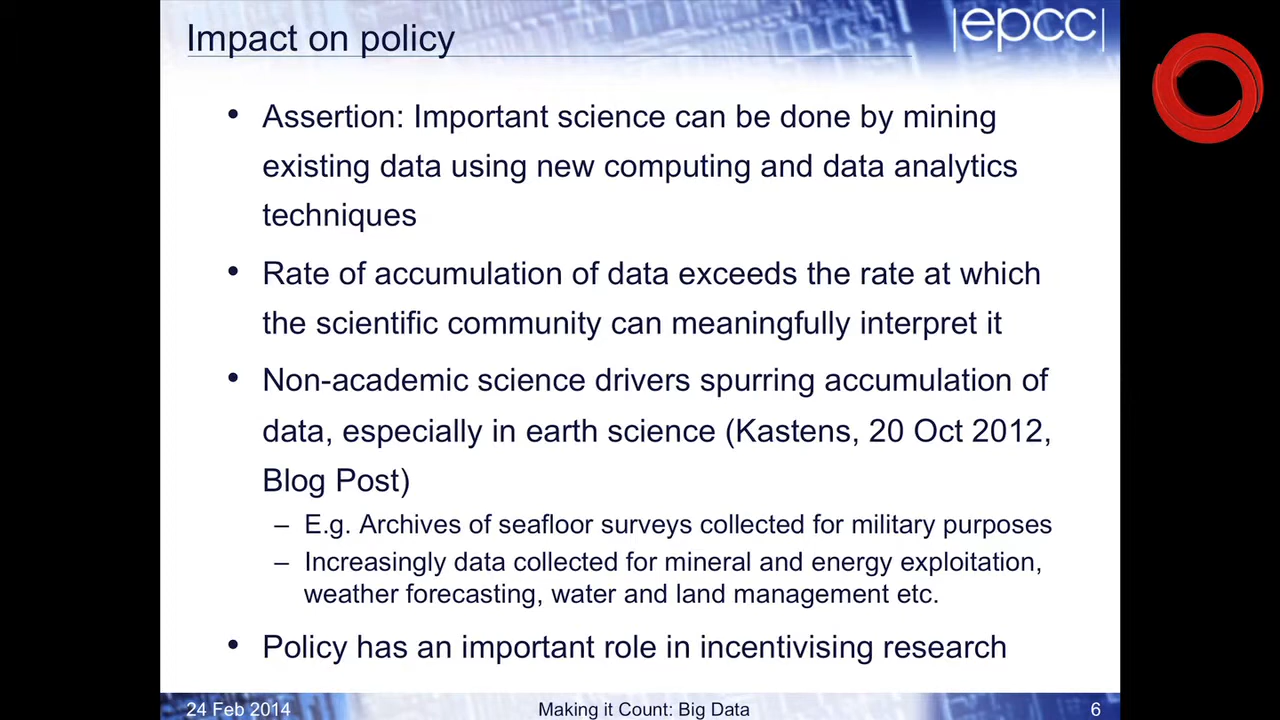 Impact on policy
|epcc|
• Assertion: Important science can be done by mining
existing data using new computing and data analytics
techniques
• Rate of accumulation of data exceeds the rate at which
the scientific community can meaningfully interpret it
• Non-academic science drivers spurring accumulation of
data, especially in earth science (Kastens, 20 Oct 2012,
Blog Post)
– E.g. Archives of seafloor surveys collected for military purposes
– Increasingly data collected for mineral and energy exploitation,
weather forecasting, water and land management etc.
• Policy has an important role in incentivising research
24 Feb 2014
Making it Count: Big Data
6